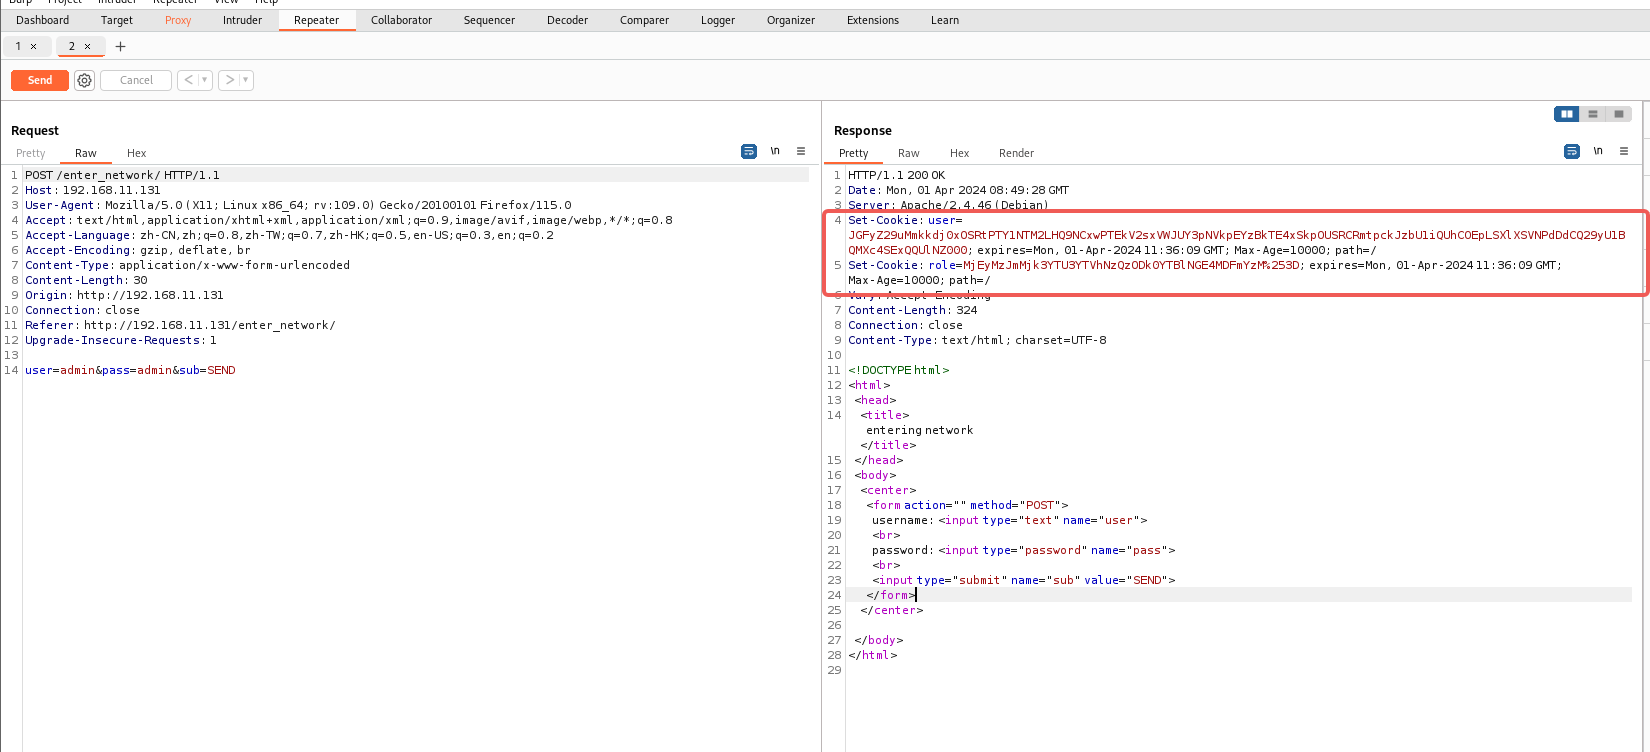 Burp Project Intruder Repeater View Help
Dashboard Target Proxy Intruder Repeater Collaborator Sequencer Decoder Comparer Logger Organizer Extensions Learn
1 × 2 × +
Send Cancel < >
Request
Pretty Raw Hex \n
1 POST /enter_network/ HTTP/1.1
2 Host: 192.168.11.131
3 User-Agent: Mozilla/5.0 (X11; Linux x86_64; rv:109.0) Gecko/20100101 Firefox/115.0
4 Accept: text/html,application/xhtml+xml,application/xml;q=0.9,image/avif,image/webp,*/*;q=0.8
5 Accept-Language: zh-CN,zh;q=0.8,zh-TW;q=0.7,zh-HK;q=0.5,en-US;q=0.3,en;q=0.2
6 Accept-Encoding: gzip, deflate, br
7 Content-Type: application/x-www-form-urlencoded
8 Content-Length: 30
9 Origin: http://192.168.11.131
10 Connection: close
11 Referer: http://192.168.11.131/enter_network/
12 Upgrade-Insecure-Requests: 1
13
14 user=admin&pass=admin&sub=SEND
Response
Pretty Raw Hex Render \n
1 HTTP/1.1 200 OK
2 Date: Mon, 01 Apr 2024 08:49:28 GMT
3 Server: Apache/2.4.46 (Debian)
4 Set-Cookie: user=
; expires=Mon, 01-Apr-2024 11:36:09 GMT; Max-Age=10000; path=/
5 Set-Cookie: role=MjEyMzJmMjk3YTU3YTVhNzQzODk0YTBlNGE4MDFmYzM%253D; expires=Mon, 01-Apr-2024 11:36:09 GMT;
Max-Age=10000; path=/
6 Vary: Accept-Encoding
7 Content-Length: 324
8 Connection: close
9 Content-Type: text/html; charset=UTF-8
10
11 <!DOCTYPE html>
12 <html>
13 <head>
14 <title>
entering network
</title>
15 </head>
16 <body>
17 <center>
18 <form action="" method="POST">
19 username: <input type="text" name="user">
20 <br>
21 password: <input type="password" name="pass">
22 <br>
23 <input type="submit" name="sub" value="SEND">
24 </form>
25 </center>
26
27 </body>
28 </html>
29